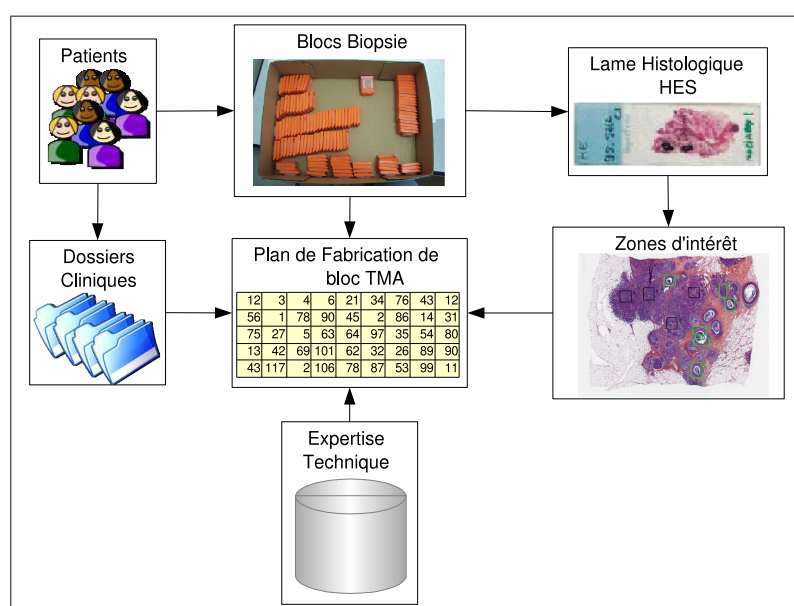 Patients
Blocs Biopsie
Lame Histologique
HES
HE
Dossiers
Cliniques
Plan de Fabrication de
bloc TMA
12 3 4 6 21 34 76 43 12
56 1 78 90 45 2 86 14 31
75 27 5 63 64 97 35 54 80
13 42 69 101 62 32 26 89 90
43 117 2 106 78 87 53 99 11
Zones d'intérêt
Expertise
Technique